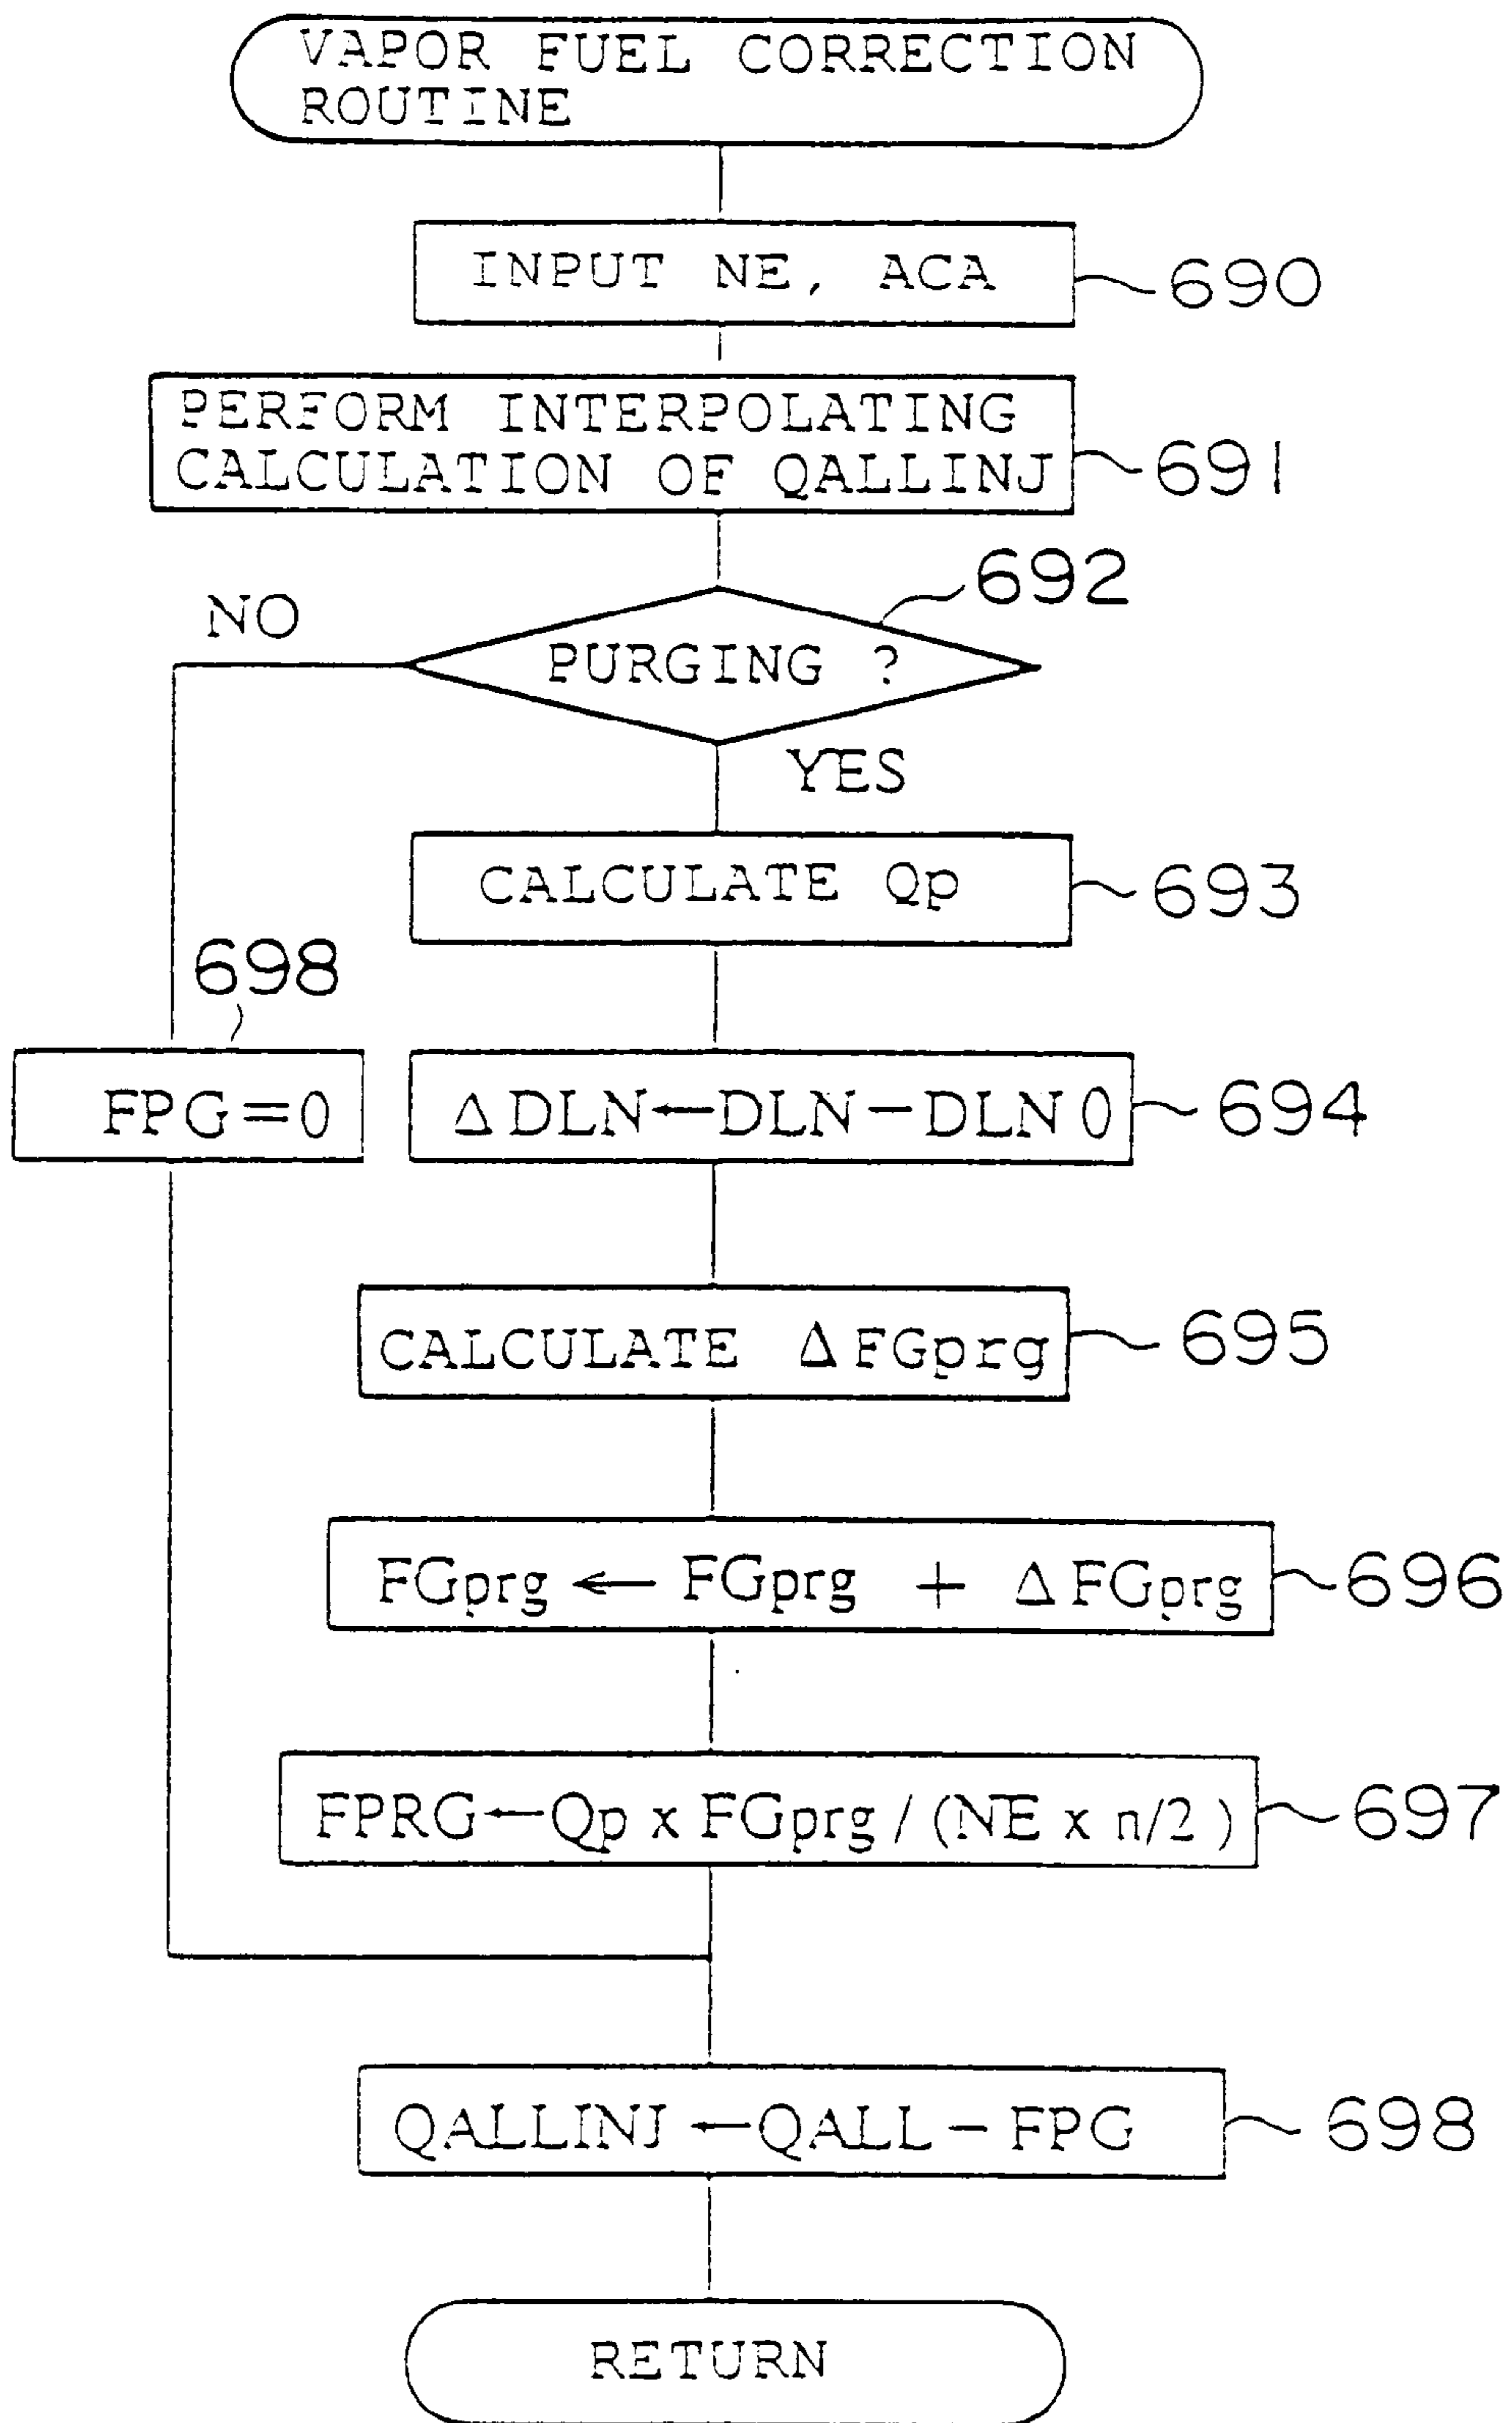 VAPOR FUEL CORRECTION
ROUTINE
INPUT NE, ACA
690
PERFORM INTERPOLATING
CALCULATION OF QALLINJ
691
692
NO
PURGING ?
YES
CALCULATE Qp
693
698
FPG=0
ΔDLN←DLN−DLN0
694
CALCULATE ΔFGprg
695
FGprg ← FGprg + ΔFGprg
696
FPRG←Qp x FGprg / (NE x n/2 )
697
QALLINJ ←QALL − FPG
698
RETURN